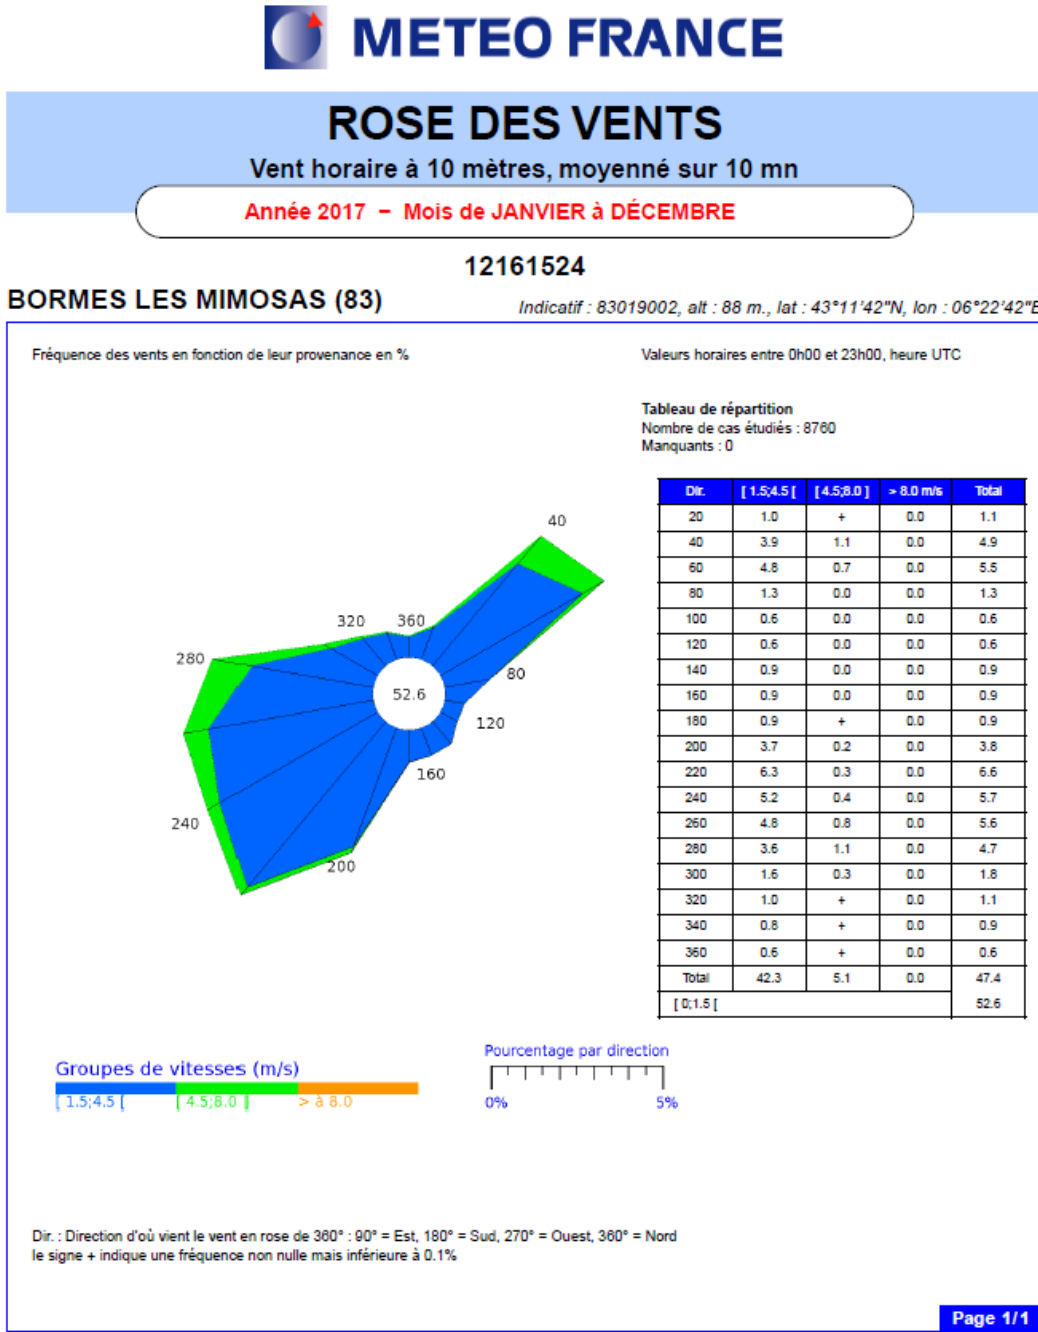 METEO FRANCE
ROSE DES VENTS
Vent horaire à 10 mètres, moyenné sur 10 mn
Année 2017 – Mois de JANVIER à DÉCEMBRE
12161524
BORMES LES MIMOSAS (83)
Indicatif : 83019002, alt : 88 m., lat : 43°11'42"N, lon : 06°22'42"E
Fréquence des vents en fonction de leur provenance en %
Valeurs horaires entre 0h00 et 23h00, heure UTC
Tableau de répartition
Nombre de cas étudiés : 8760
Manquants : 0
Dir. [ 1.5;4.5 [ [ 4.5;8.0 ] > 8.0 m/s Total
20 1.0 + 0.0 1.1
40 3.9 1.1 0.0 4.9
60 4.8 0.7 0.0 5.5
80 1.3 0.0 0.0 1.3
100 0.6 0.0 0.0 0.6
120 0.6 0.0 0.0 0.6
140 0.9 0.0 0.0 0.9
160 0.9 0.0 0.0 0.9
180 0.9 + 0.0 0.9
200 3.7 0.2 0.0 3.8
220 6.3 0.3 0.0 6.6
240 5.2 0.4 0.0 5.7
260 4.8 0.8 0.0 5.6
280 3.6 1.1 0.0 4.7
300 1.6 0.3 0.0 1.8
320 1.0 + 0.0 1.1
340 0.8 + 0.0 0.9
360 0.6 + 0.0 0.6
Total 42.3 5.1 0.0 47.4
[ 0;1.5 [ 52.6
40
320 360
280
80
52.6
120
160
240
200
Groupes de vitesses (m/s)
[ 1.5;4.5 [ [ 4.5;8.0 ] > à 8.0
Pourcentage par direction
0% 5%
Dir. : Direction d'où vient le vent en rose de 360° : 90° = Est, 180° = Sud, 270° = Ouest, 360° = Nord
le signe + indique une fréquence non nulle mais inférieure à 0.1%
Page 1/1